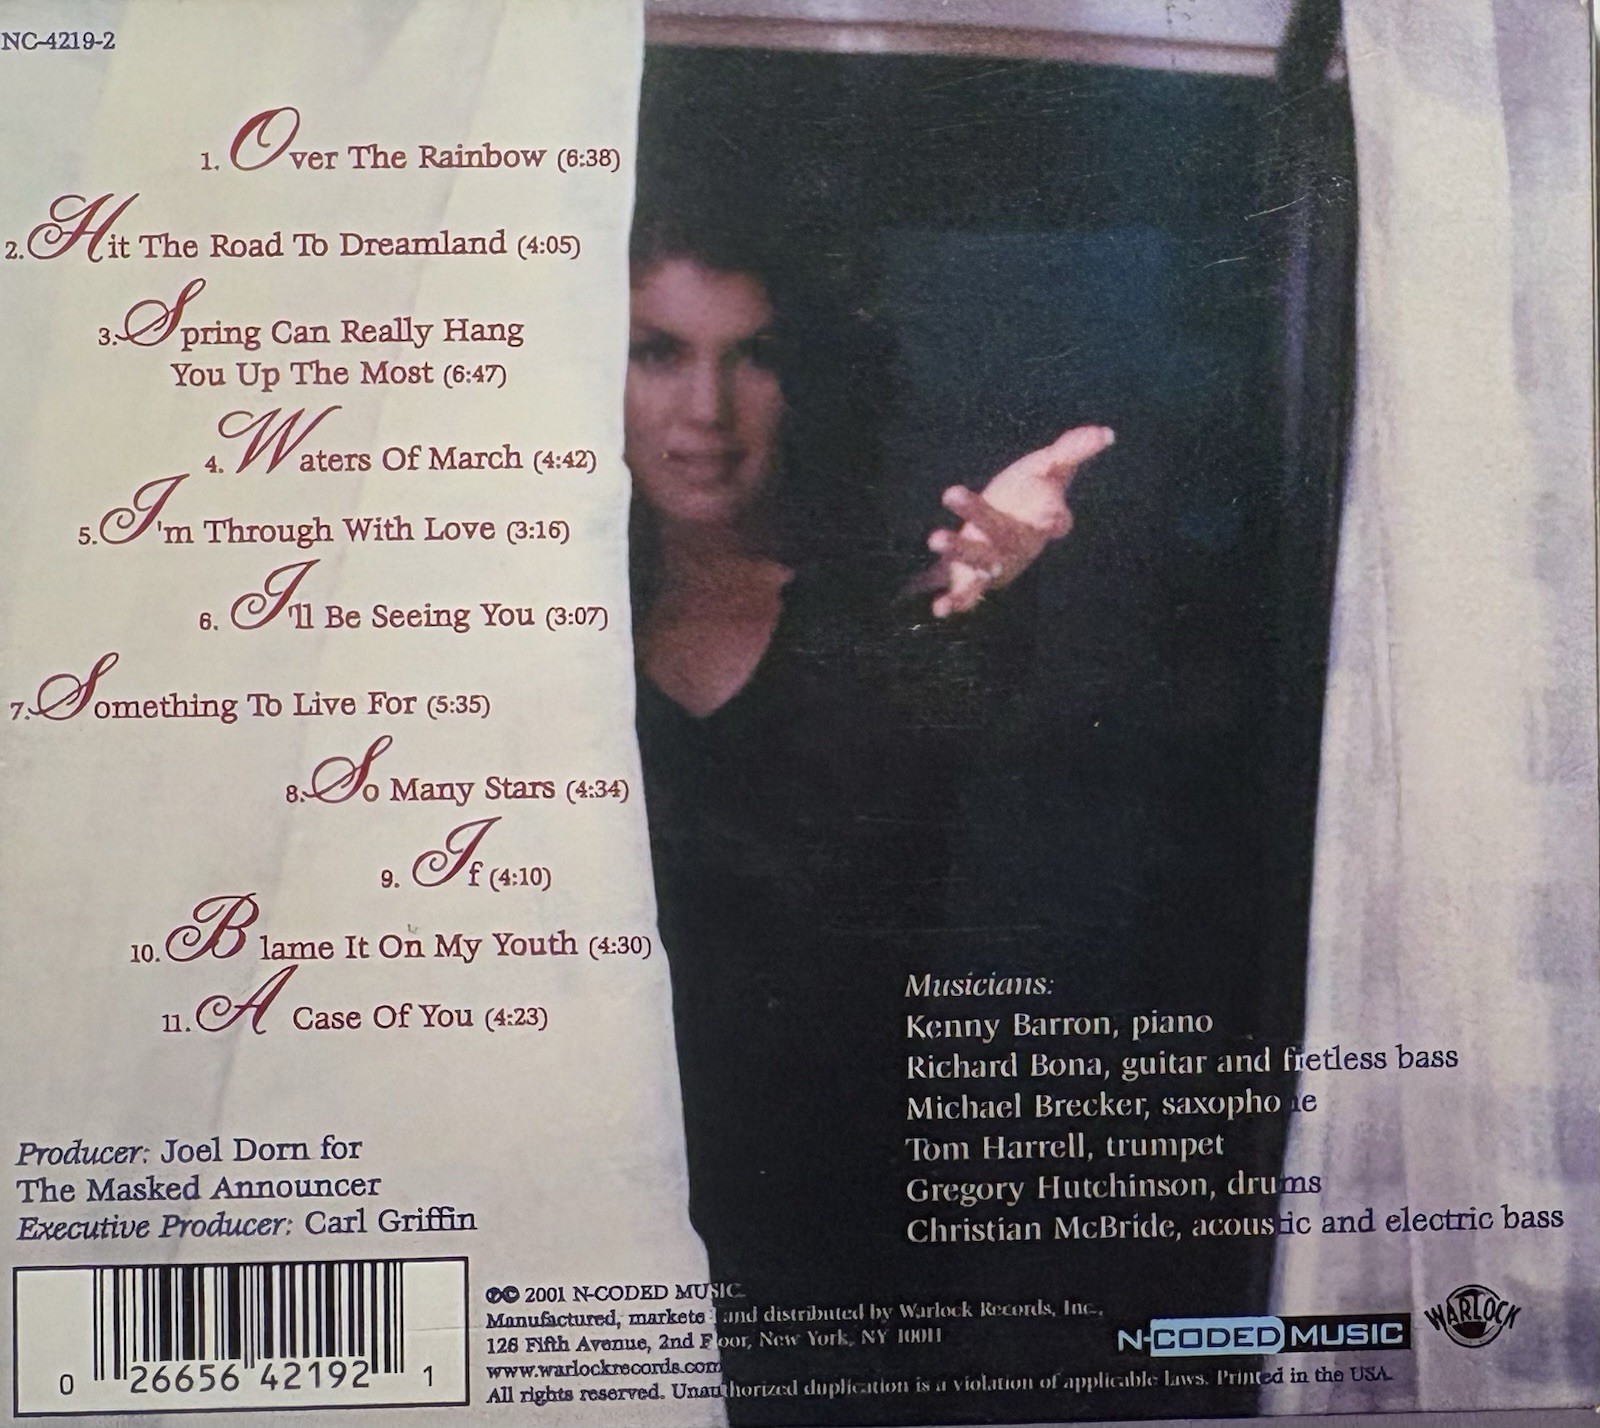 NC-4219-2
1. Over The Rainbow (6:38)
2. Hit The Road To Dreamland (4:05)
3. Spring Can Really Hang
You Up The Most (6:47)
4. Waters Of March (4:42)
5. I'm Through With Love (3:16)
6. I'll Be Seeing You (3:07)
7. Something To Live For (5:35)
8. So Many Stars (4:34)
9. If (4:10)
10. Blame It On My Youth (4:30)
11. A Case Of You (4:23)
Musicians:
Kenny Barron, piano
Richard Bona, guitar and fretless bass
Michael Brecker, saxophone
Tom Harrell, trumpet
Gregory Hutchinson, drums
Christian McBride, acoustic and electric bass
Producer: Joel Dorn for
The Masked Announcer
Executive Producer: Carl Griffin
0 26656 42192 1
℗© 2001 N-CODED MUSIC
Manufactured, marketed and distributed by Warlock Records, Inc.,
126 Fifth Avenue, 2nd Floor, New York, NY 10011
www.warlockrecords.com
All rights reserved. Unauthorized duplication is a violation of applicable laws. Printed in the USA.
N-CODED MUSIC
WARLOCK